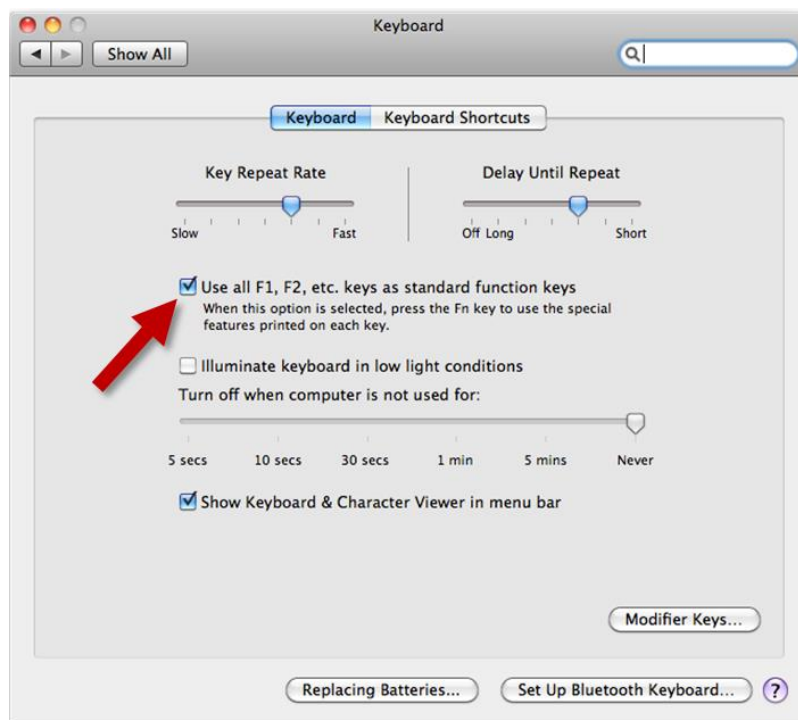 Keyboard
Show All
Keyboard Keyboard Shortcuts
Key Repeat Rate Delay Until Repeat
Slow Fast Off Long Short
Use all F1, F2, etc. keys as standard function keys
When this option is selected, press the Fn key to use the special
features printed on each key.
Illuminate keyboard in low light conditions
Turn off when computer is not used for:
5 secs 10 secs 30 secs 1 min 5 mins Never
Show Keyboard & Character Viewer in menu bar
Modifier Keys...
Replacing Batteries... Set Up Bluetooth Keyboard... ?